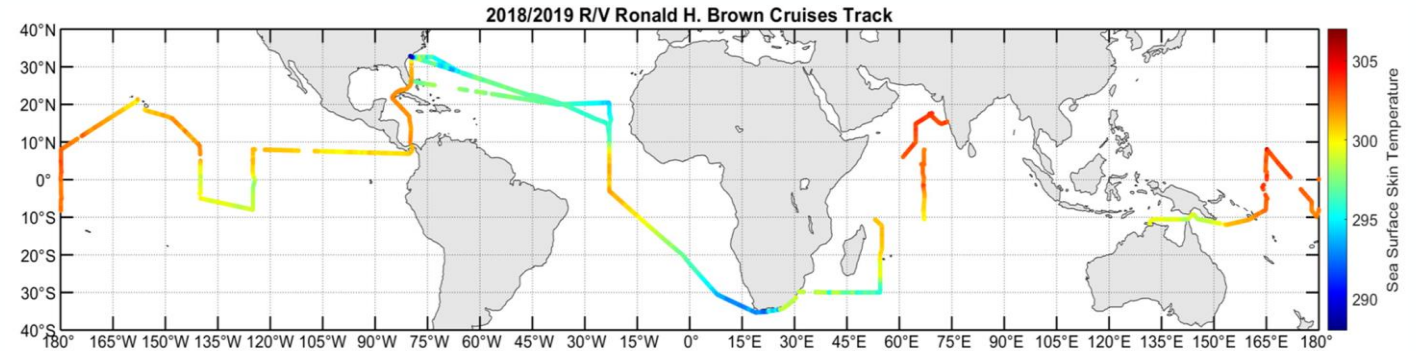 2018/2019 R/V Ronald H. Brown Cruises Track
40°N
30°N
20°N
10°N
0°
10°S
20°S
30°S
40°S
180° 165°W 150°W 135°W 120°W 105°W 90°W 75°W 60°W 45°W 30°W 15°W 0° 15°E 30°E 45°E 60°E 75°E 90°E 105°E 120°E 135°E 150°E 165°E 180°
305
300
295
290
Sea Surface Skin Temperature